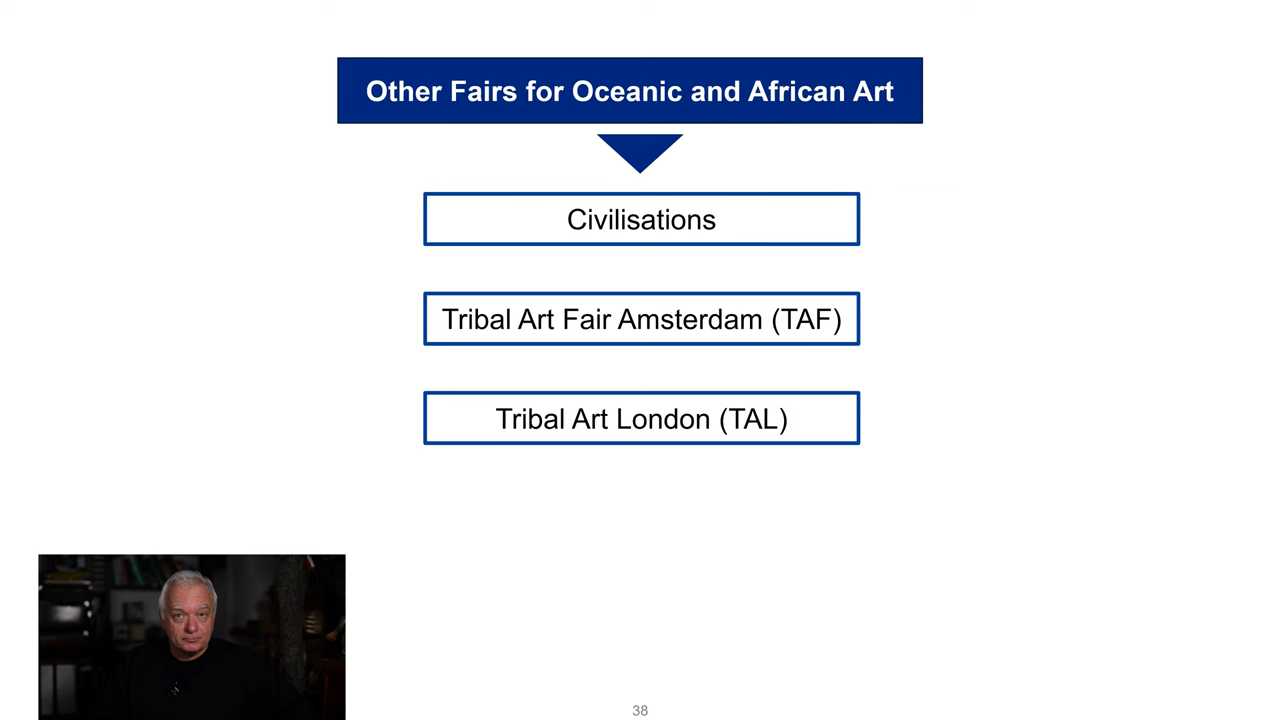 Other Fairs for Oceanic and African Art
Civilisations
Tribal Art Fair Amsterdam (TAF)
Tribal Art London (TAL)
38